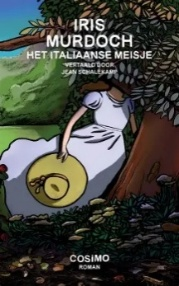 IRIS
MURDOCH
HET ITALIAANSE MEISJE
VERTAALD DOOR
JEAN SCHALEKAMP
COSIMO
ROMAN